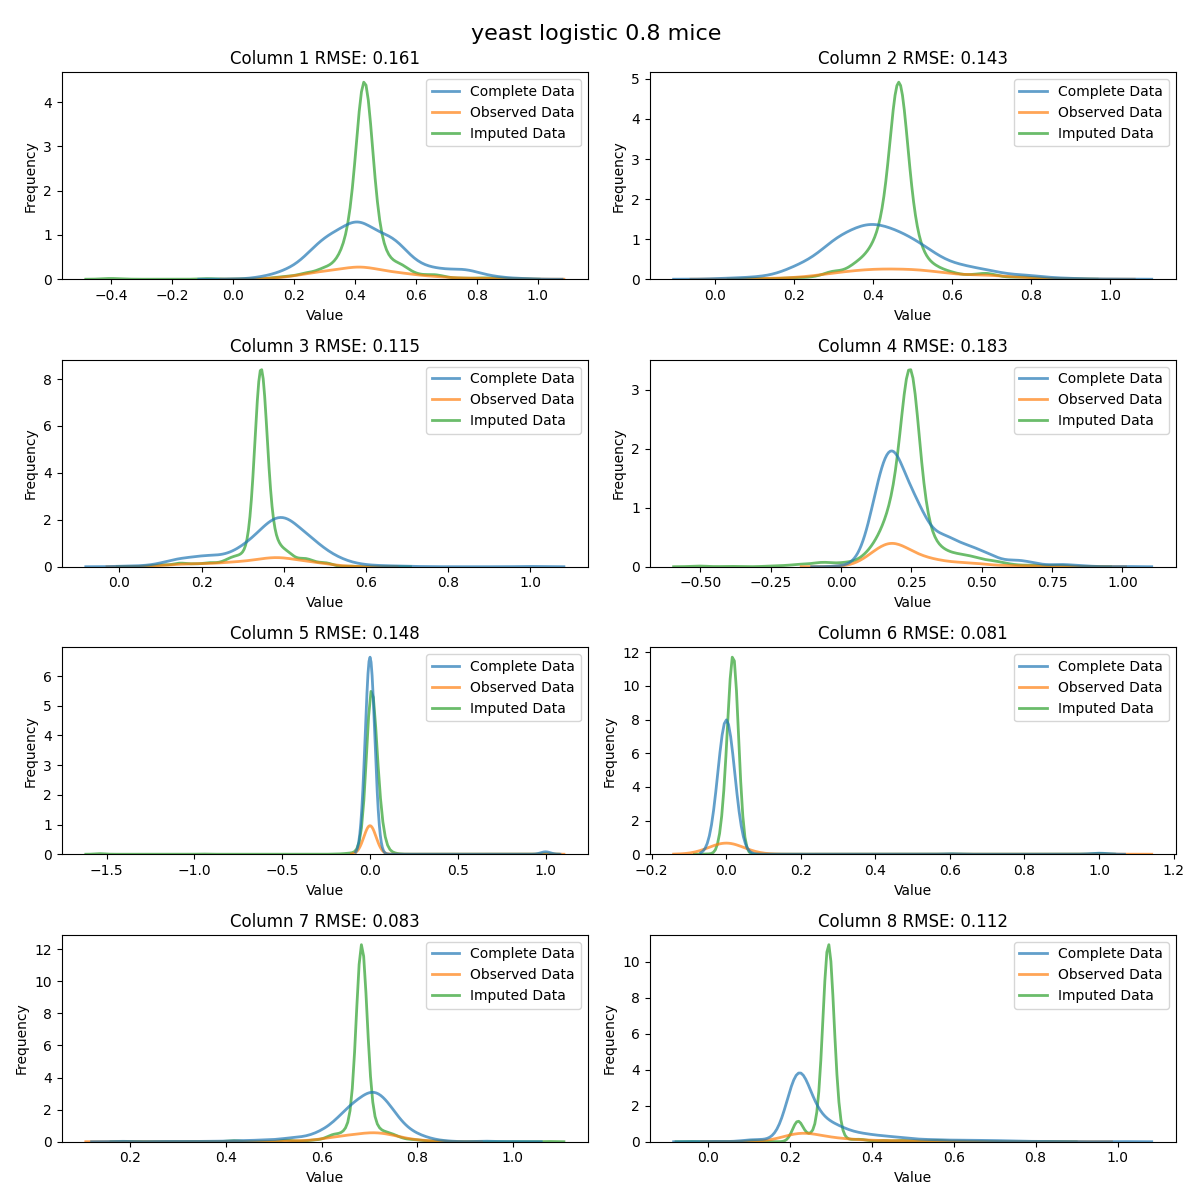 yeast logistic 0.8 mice
Column 1 RMSE: 0.161
Complete Data
Observed Data
Imputed Data
Frequency
4
3
2
1
0
−0.4 −0.2 0.0 0.2 0.4 0.6 0.8 1.0
Value
Column 2 RMSE: 0.143
Complete Data
Observed Data
Imputed Data
Frequency
5
4
3
2
1
0
0.0 0.2 0.4 0.6 0.8 1.0
Value
Column 3 RMSE: 0.115
Complete Data
Observed Data
Imputed Data
Frequency
8
6
4
2
0
0.0 0.2 0.4 0.6 0.8 1.0
Value
Column 4 RMSE: 0.183
Complete Data
Observed Data
Imputed Data
Frequency
3
2
1
0
−0.50 −0.25 0.00 0.25 0.50 0.75 1.00
Value
Column 5 RMSE: 0.148
Complete Data
Observed Data
Imputed Data
Frequency
6
5
4
3
2
1
0
−1.5 −1.0 −0.5 0.0 0.5 1.0
Value
Column 6 RMSE: 0.081
Complete Data
Observed Data
Imputed Data
Frequency
12
10
8
6
4
2
0
−0.2 0.0 0.2 0.4 0.6 0.8 1.0 1.2
Value
Column 7 RMSE: 0.083
Complete Data
Observed Data
Imputed Data
Frequency
12
10
8
6
4
2
0
0.2 0.4 0.6 0.8 1.0
Value
Column 8 RMSE: 0.112
Complete Data
Observed Data
Imputed Data
Frequency
10
8
6
4
2
0
0.0 0.2 0.4 0.6 0.8 1.0
Value